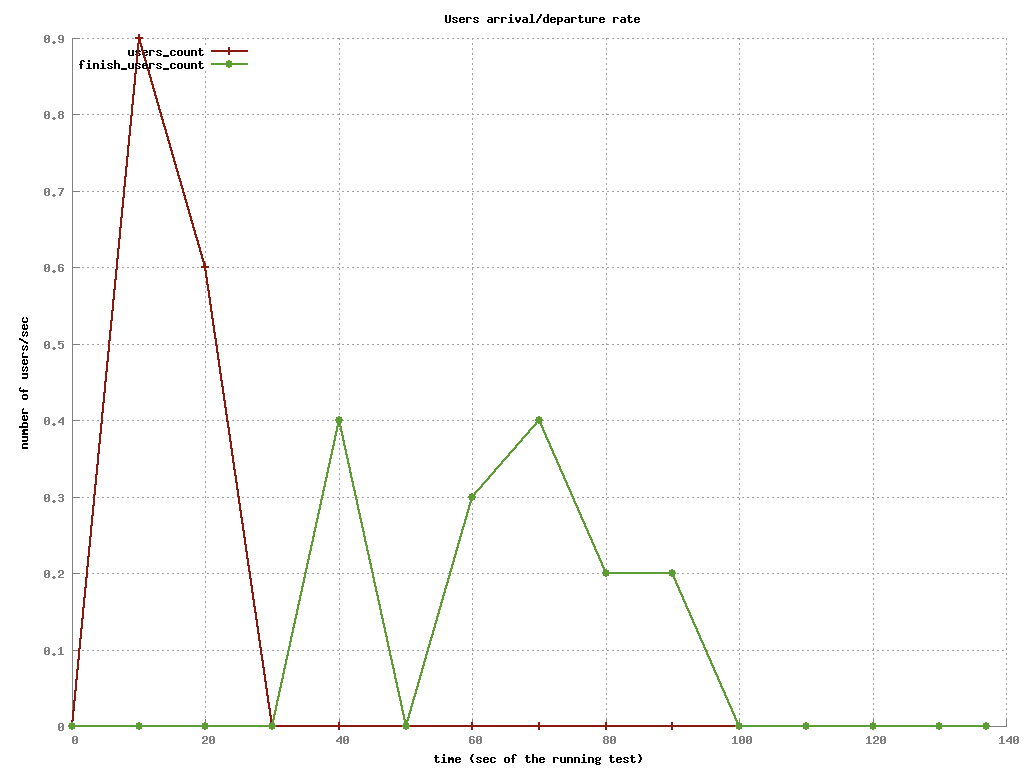 Users arrival/departure rate
0.9
users_count
finish_users_count
0.8
0.7
0.6
0.5
number of users/sec
0.4
0.3
0.2
0.1
0
0 20 40 60 80 100 120 140
time (sec of the running test)